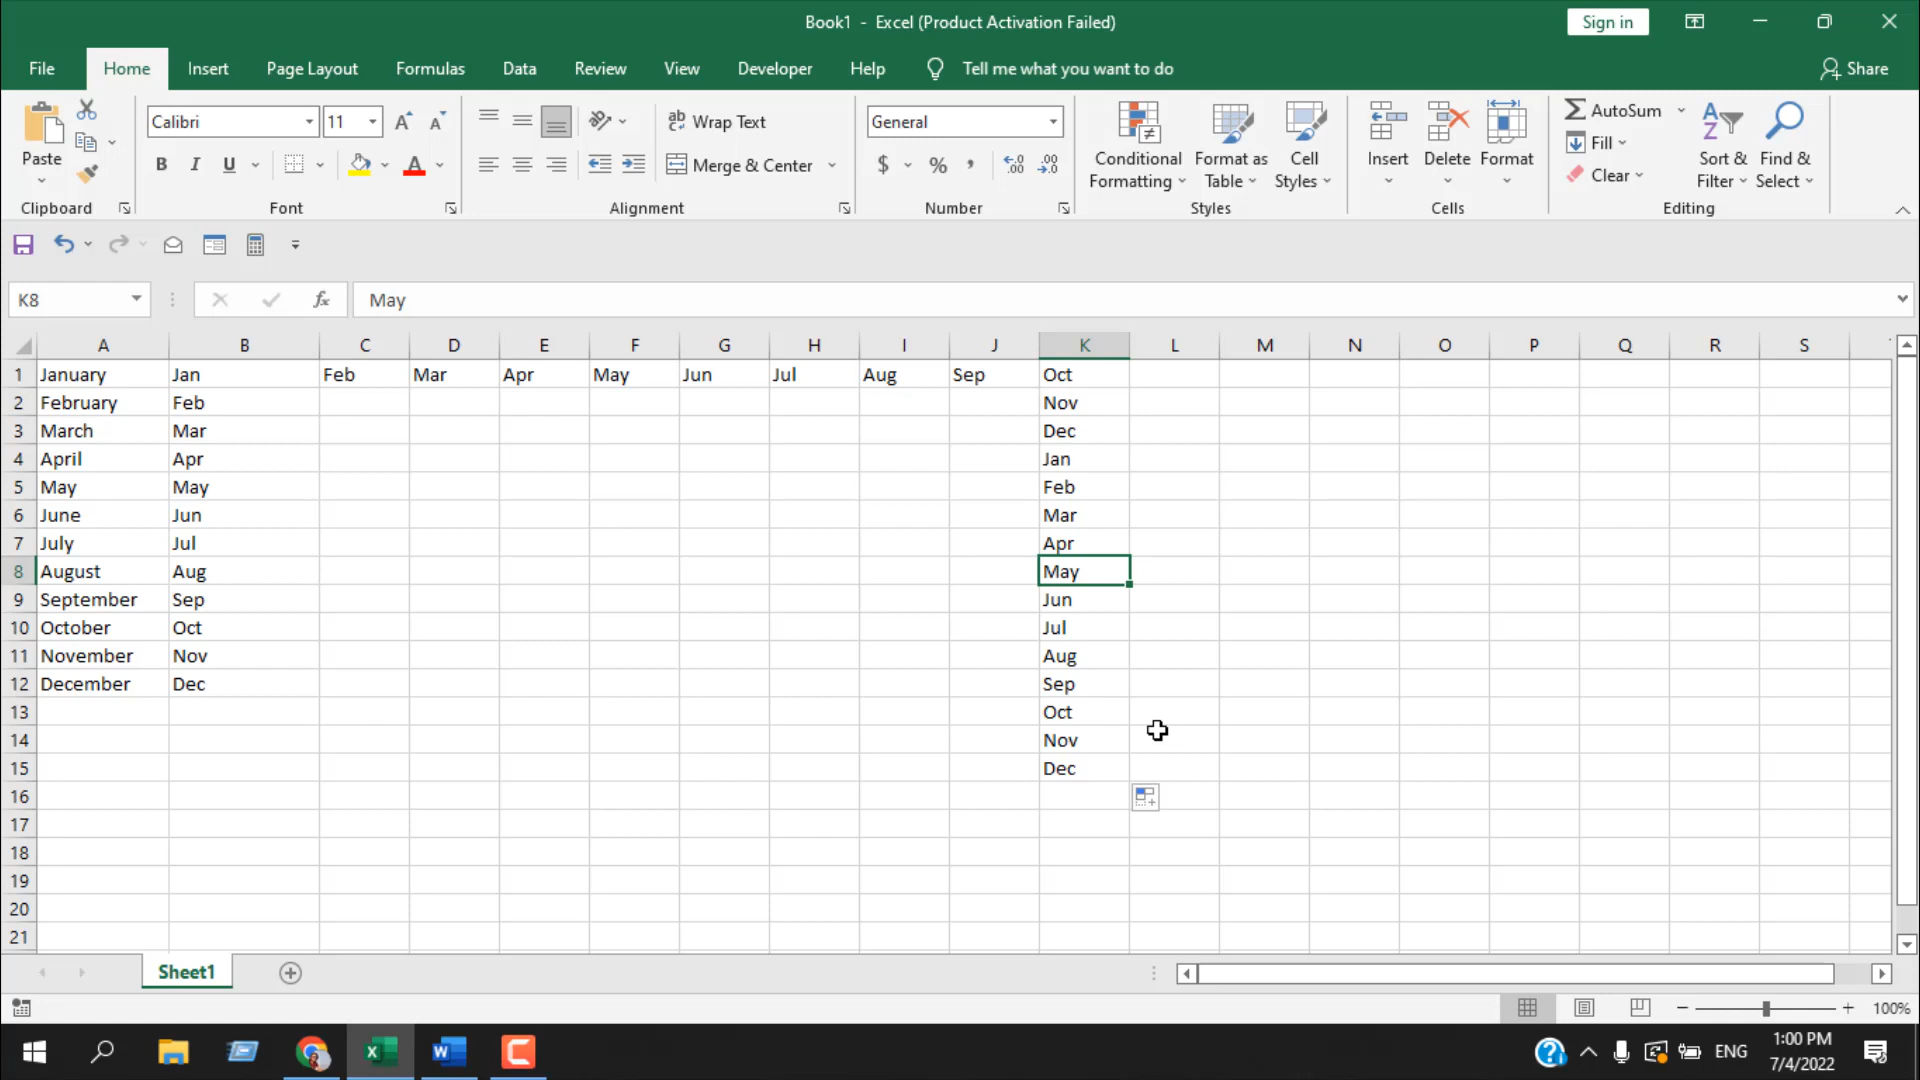 Book1 - Excel (Product Activation Failed)
Sign in
File Home Insert Page Layout Formulas Data Review View Developer Help Tell me what you want to do Share
Paste
Clipboard
Calibri 11
B I U A
Font
Wrap Text
Merge & Center
Alignment
General
$ % ,
Number
Conditional Formatting
Format as Table
Cell Styles
Styles
Insert Delete Format
Cells
AutoSum
Fill
Clear
Sort & Filter
Find & Select
Editing
K8 fx May
A B C D E F G H I J K L M N O P Q R S
1 January Jan Feb Mar Apr May Jun Jul Aug Sep Oct
2 February Feb Nov
3 March Mar Dec
4 April Apr Jan
5 May May Feb
6 June Jun Mar
7 July Jul Apr
8 August Aug May
9 September Sep Jun
10 October Oct Jul
11 November Nov Aug
12 December Dec Sep
13 Oct
14 Nov
15 Dec
16
17
18
19
20
21
Sheet1
100%
ENG
1:00 PM
7/4/2022